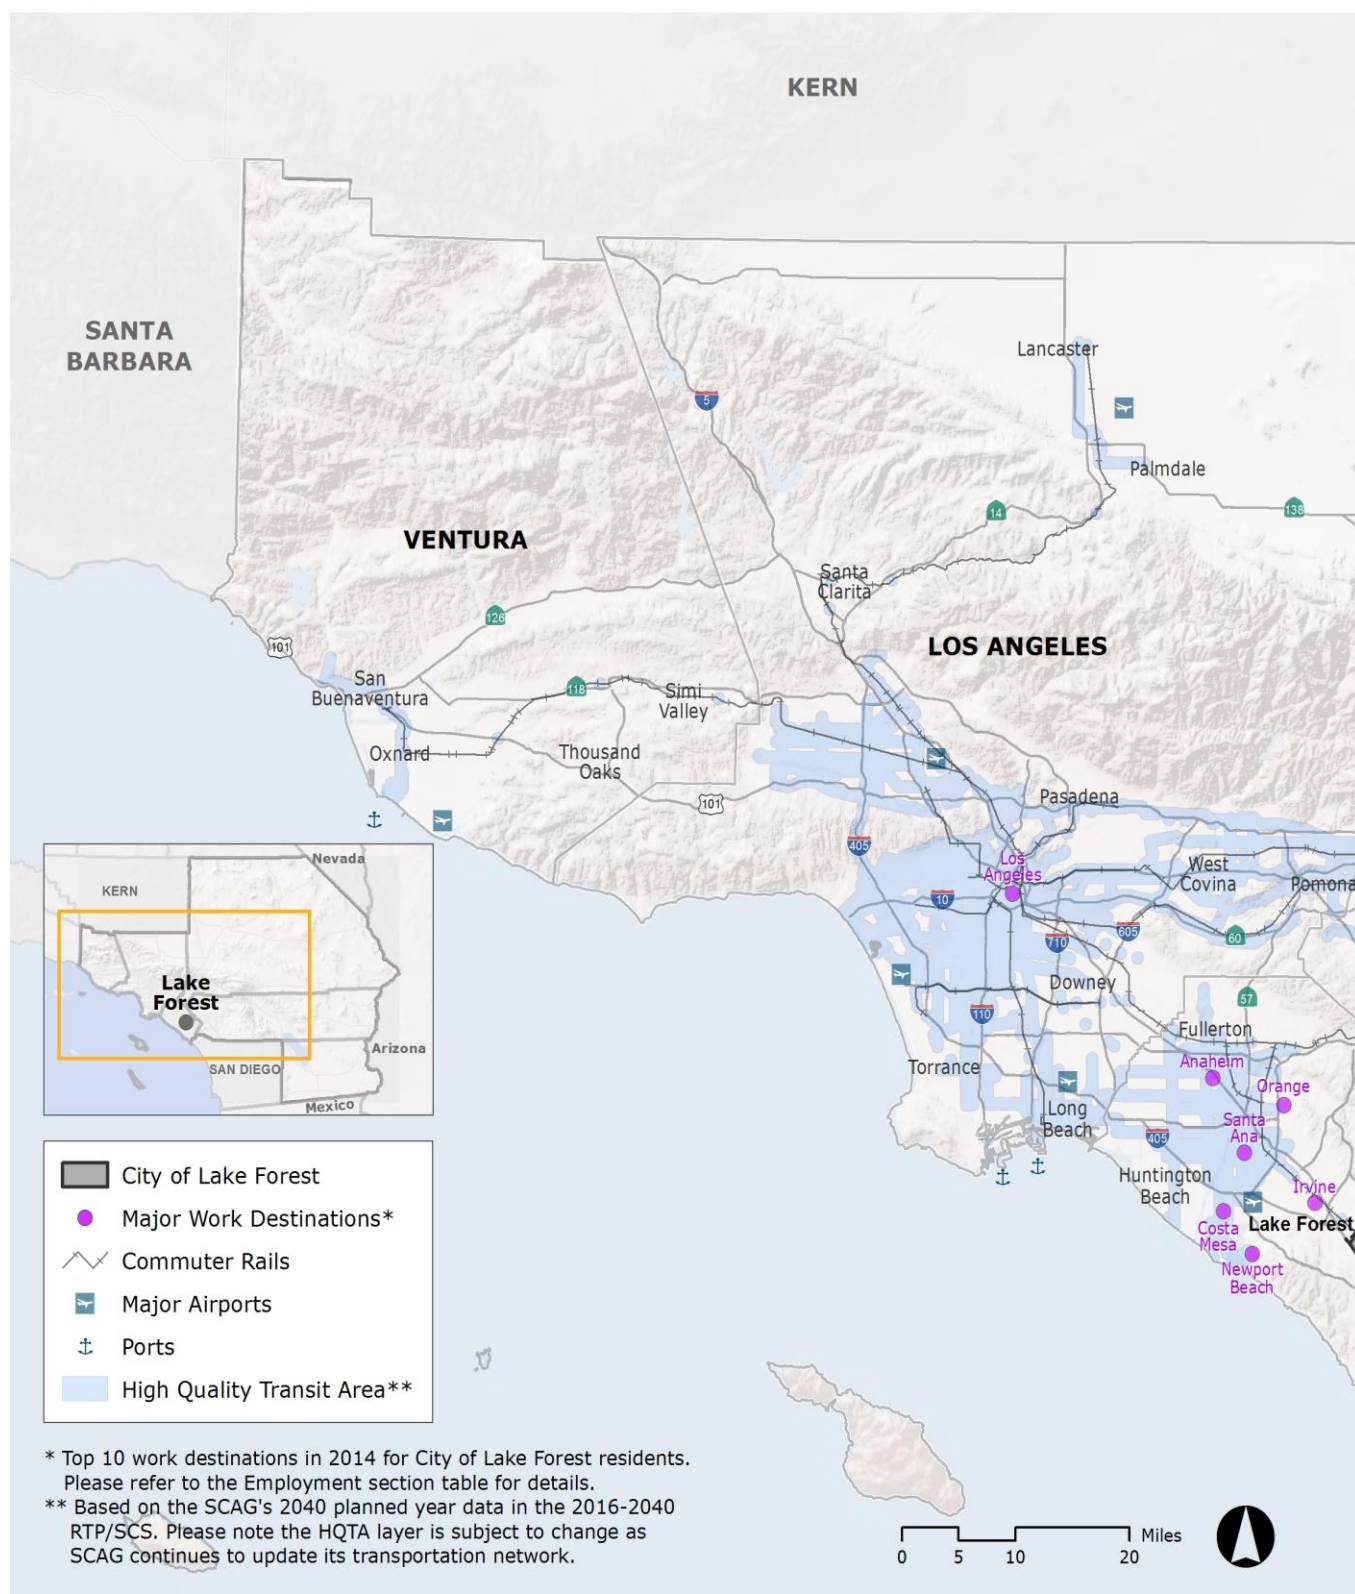 KERN
SANTA
BARBARA
Lancaster
5
Palmdale
14
138
VENTURA
Santa
Clarita
126
LOS ANGELES
101
San
Buenaventura
118
Simi
Valley
Oxnard
Thousand
Oaks
101
Pasadena
405
Los
Angeles
West
Covina
Pomona
10
710
605
60
Downey
57
110
Fullerton
Torrance
Anaheim
Orange
Long
Beach
Santa
Ana
405
Huntington
Beach
Irvine
Costa
Mesa
Lake Forest
Newport
Beach
Nevada
KERN
Lake
Forest
Arizona
SAN DIEGO
Mexico
City of Lake Forest
Major Work Destinations*
Commuter Rails
Major Airports
Ports
High Quality Transit Area**
* Top 10 work destinations in 2014 for City of Lake Forest residents.
Please refer to the Employment section table for details.
** Based on the SCAG's 2040 planned year data in the 2016-2040
RTP/SCS. Please note the HQTA layer is subject to change as
SCAG continues to update its transportation network.
Miles
0 5 10 20